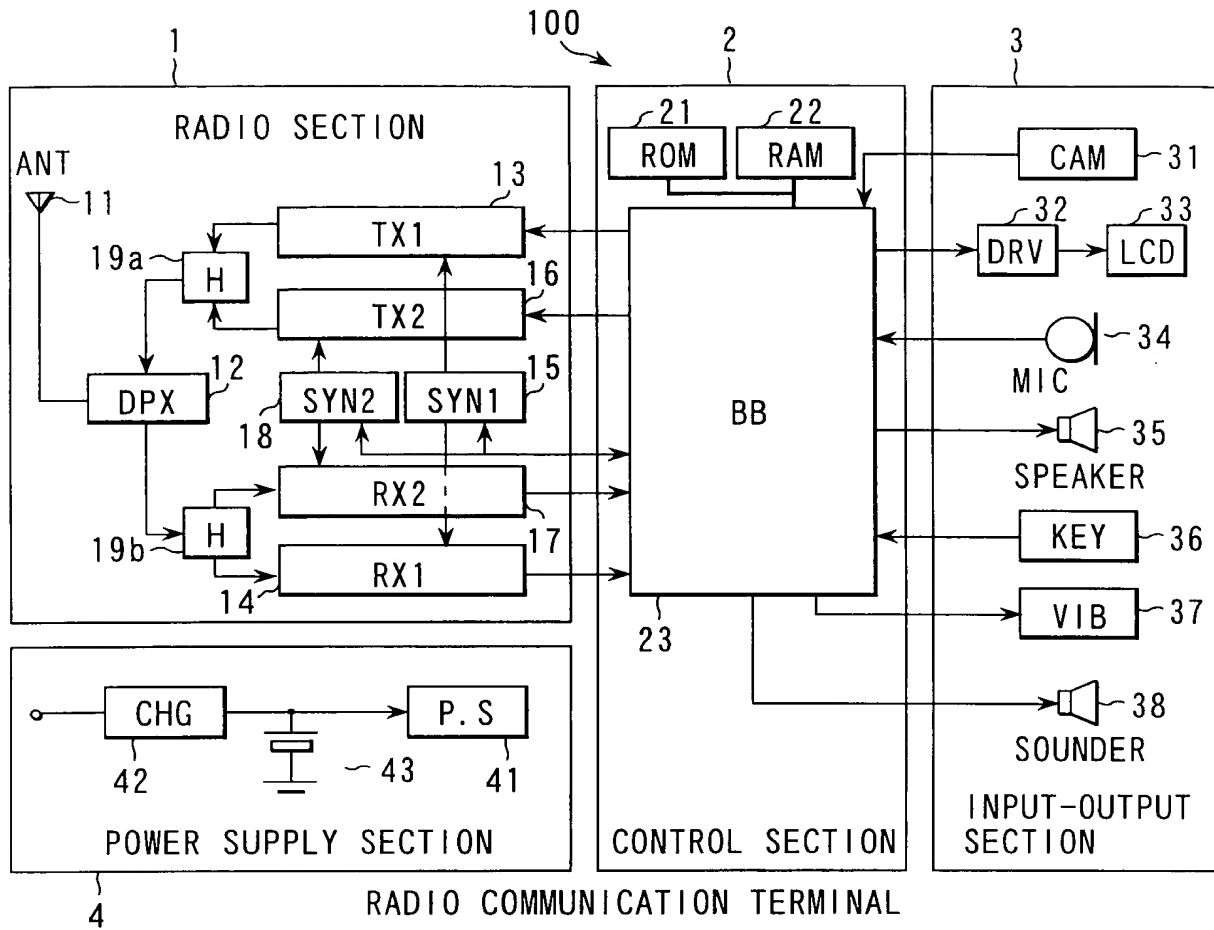 100
1
2
3
RADIO SECTION
21
22
ROM
RAM
CAM
31
ANT
11
13
TX1
32
33
DRV
LCD
19a
H
16
TX2
34
MIC
12
DPX
15
SYN2
SYN1
18
BB
35
SPEAKER
RX2
17
H
19b
KEY
36
RX1
14
VIB
37
23
CHG
P.S
42
43
41
38
SOUNDER
POWER SUPPLY SECTION
CONTROL SECTION
INPUT-OUTPUT
SECTION
4
RADIO COMMUNICATION TERMINAL